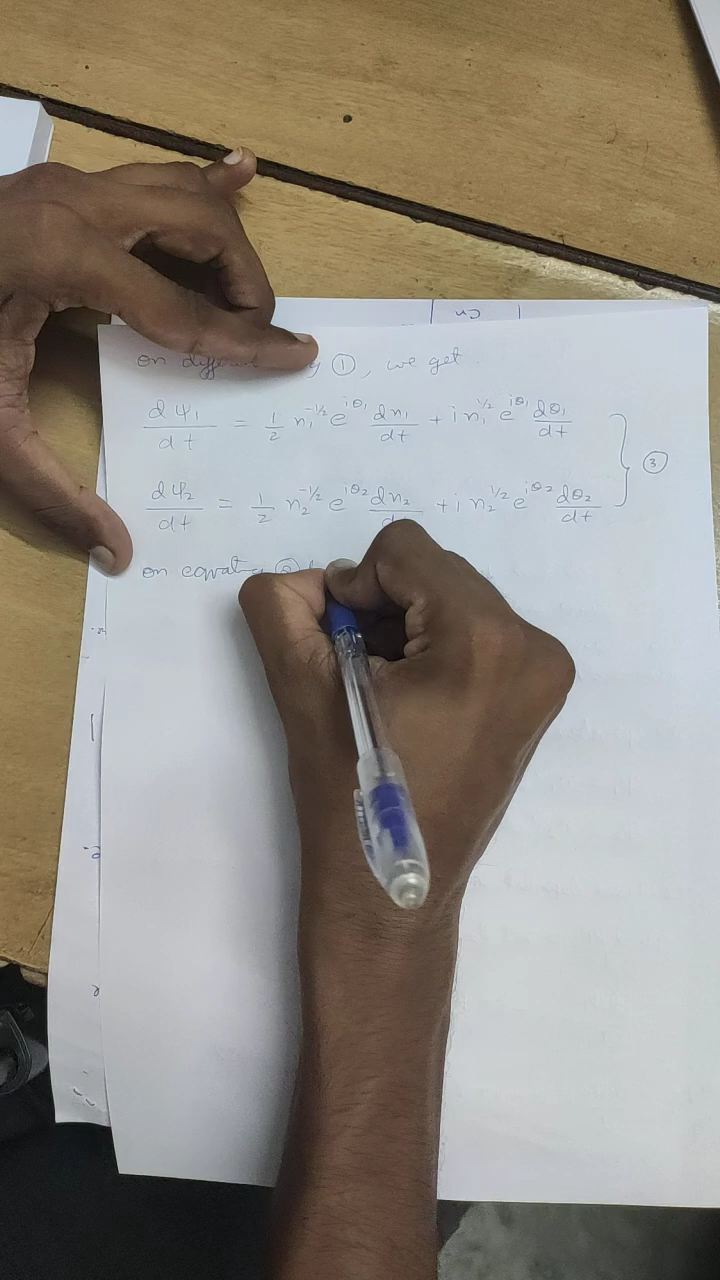 on ①, we get
dψ₁/dt = 1/2 n₁^-1/2 e^iθ₁ dn₁/dt + i n₁^1/2 e^iθ₁ dθ₁/dt
} ③
dψ₂/dt = 1/2 n₂^-1/2 e^iθ₂ dn₂/d + i n₂^1/2 e^iθ₂ dθ₂/dt
on equating